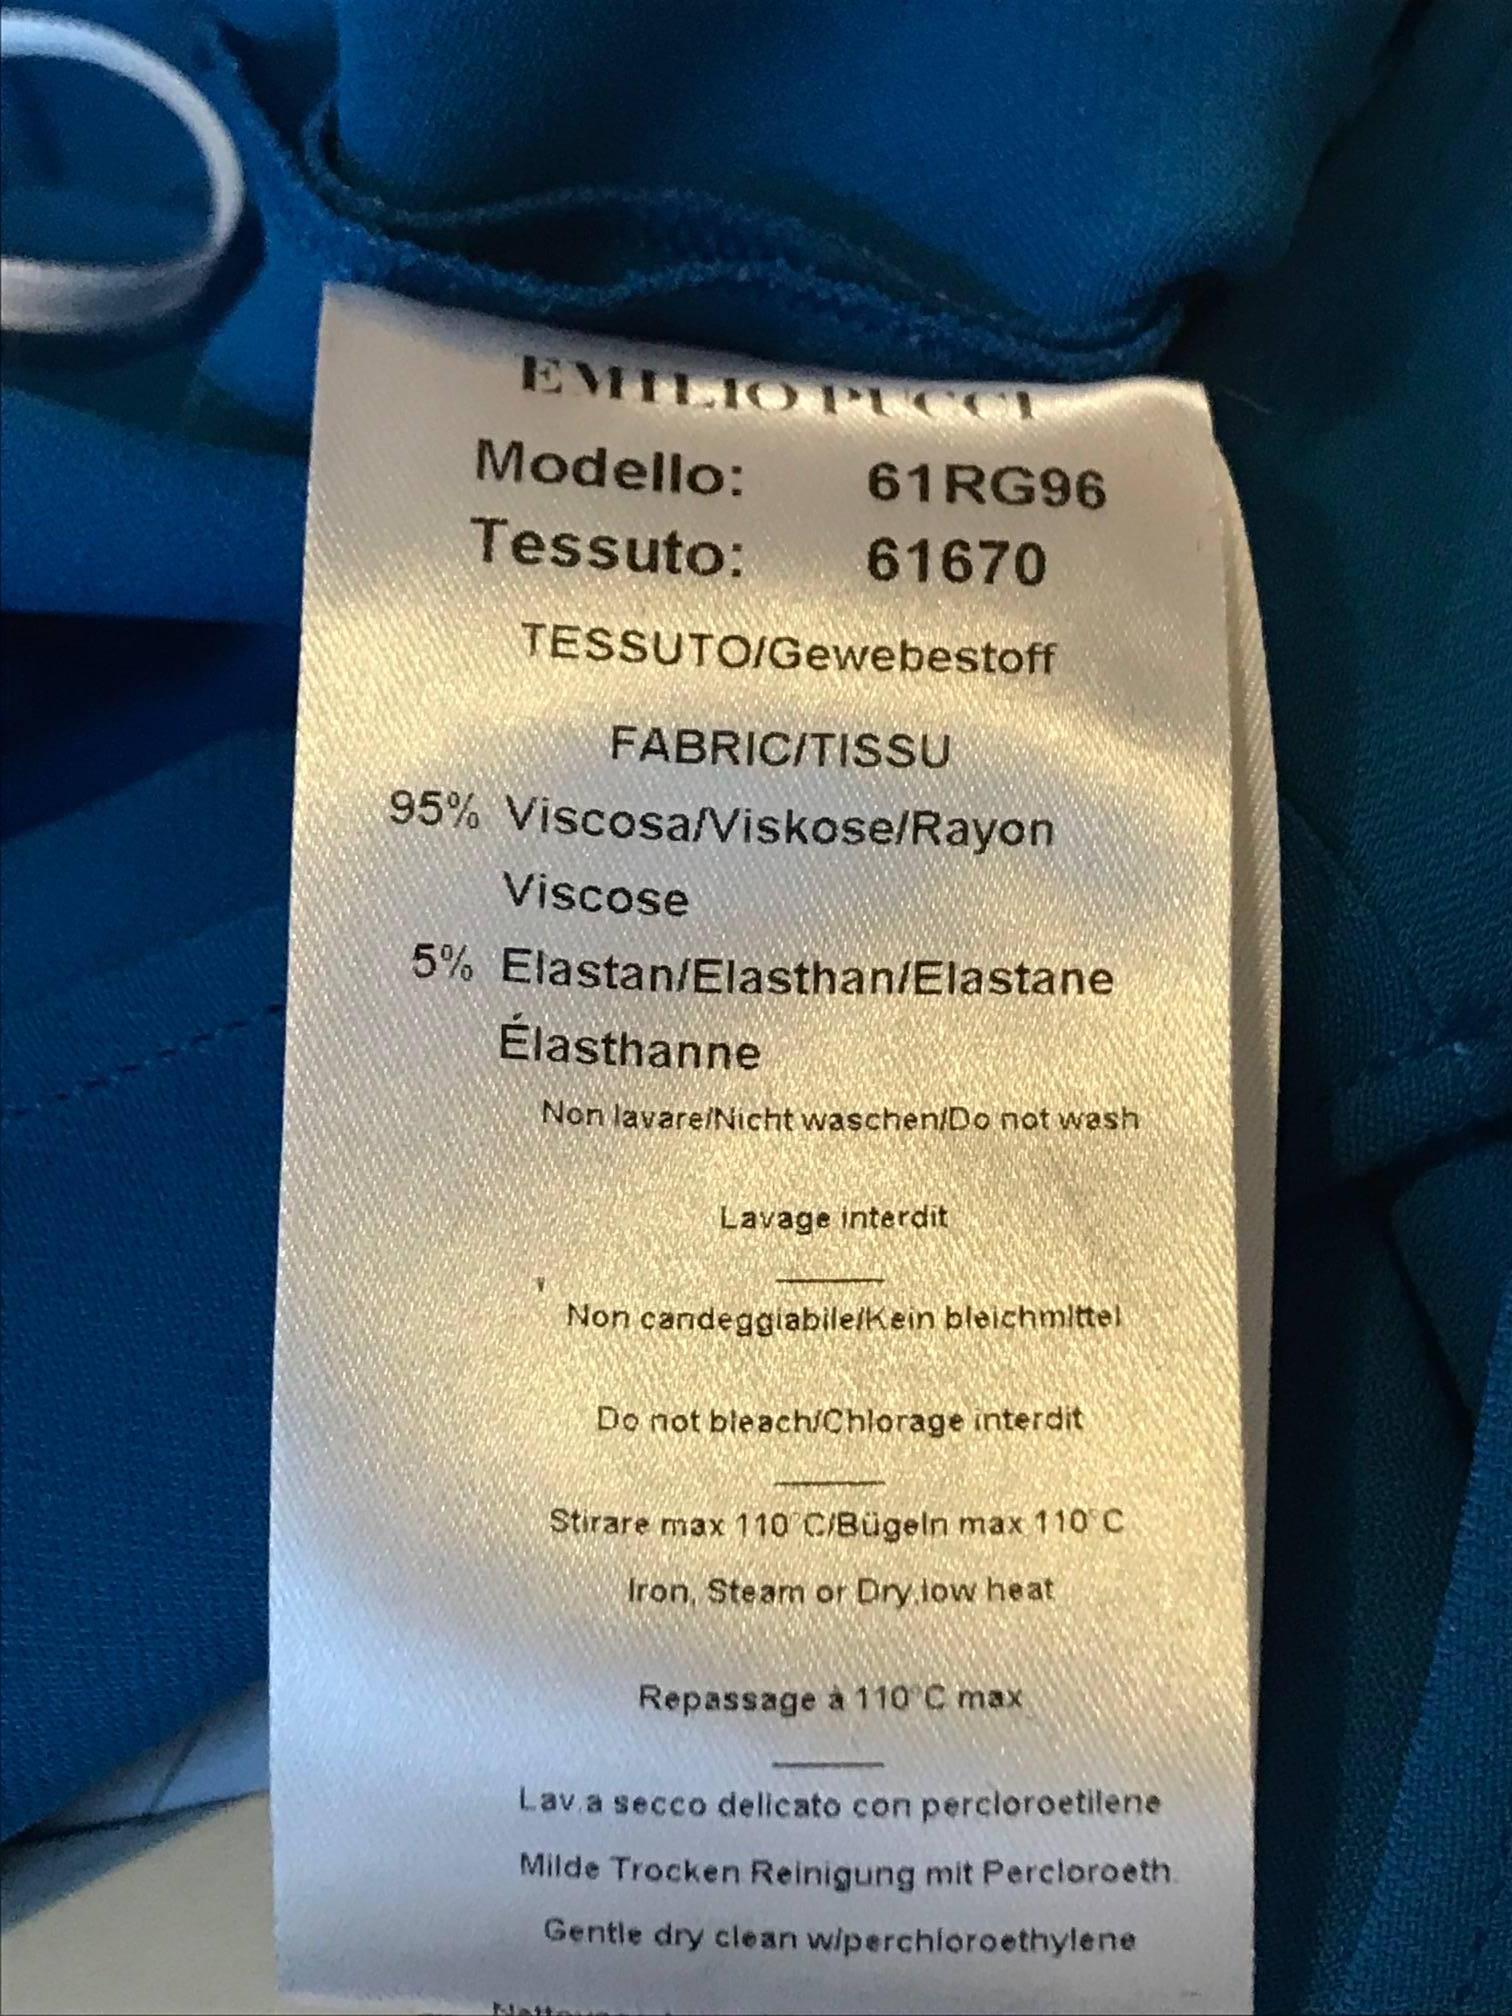 EMILIO PUCCI
Modello: 61RG96
Tessuto: 61670
TESSUTO/Gewebestoff
FABRIC/TISSU
95% Viscosa/Viskose/Rayon
Viscose
5% Elastan/Elasthan/Elastane
Élasthanne
Non lavare/Nicht waschen/Do not wash
Lavage interdit
Non candeggiabile/Kein bleichmittel
Do not bleach/Chlorage interdit
Stirare max 110°C/Bügeln max 110°C
Iron, Steam or Dry,low heat
Repassage à 110°C max
Lav.a secco delicato con percloroetilene
Milde Trocken Reinigung mit Percloroeth.
Gentle dry clean w/perchloroethylene